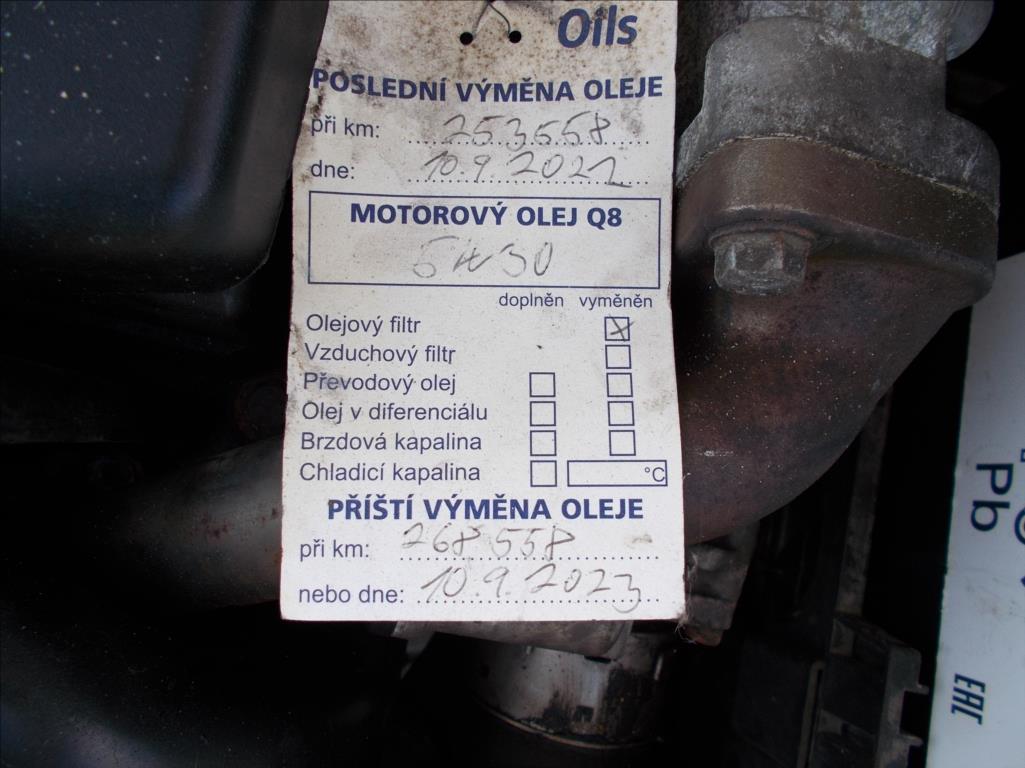 Oils
POSLEDNÍ VÝMĚNA OLEJE
při km: 253558
dne: 10.9.2022
MOTOROVÝ OLEJ Q8
5W30
doplněn vyměněn
Olejový filtr
Vzduchový filtr
Převodový olej
Olej v diferenciálu
Brzdová kapalina
Chladicí kapalina °C
PŘÍŠTÍ VÝMĚNA OLEJE
při km: 268558
nebo dne: 10.9.2023
Pb
EAC